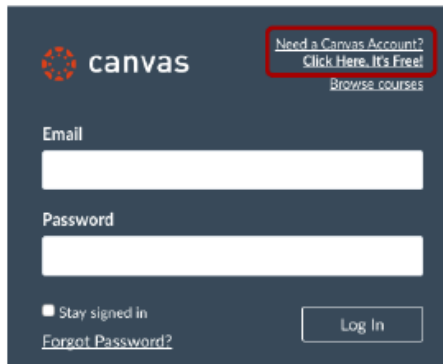 Need a Canvas Account?
Click Here, It's Free!
canvas
Browse courses
Email
Password
Stay signed in
Log In
Forgot Password?